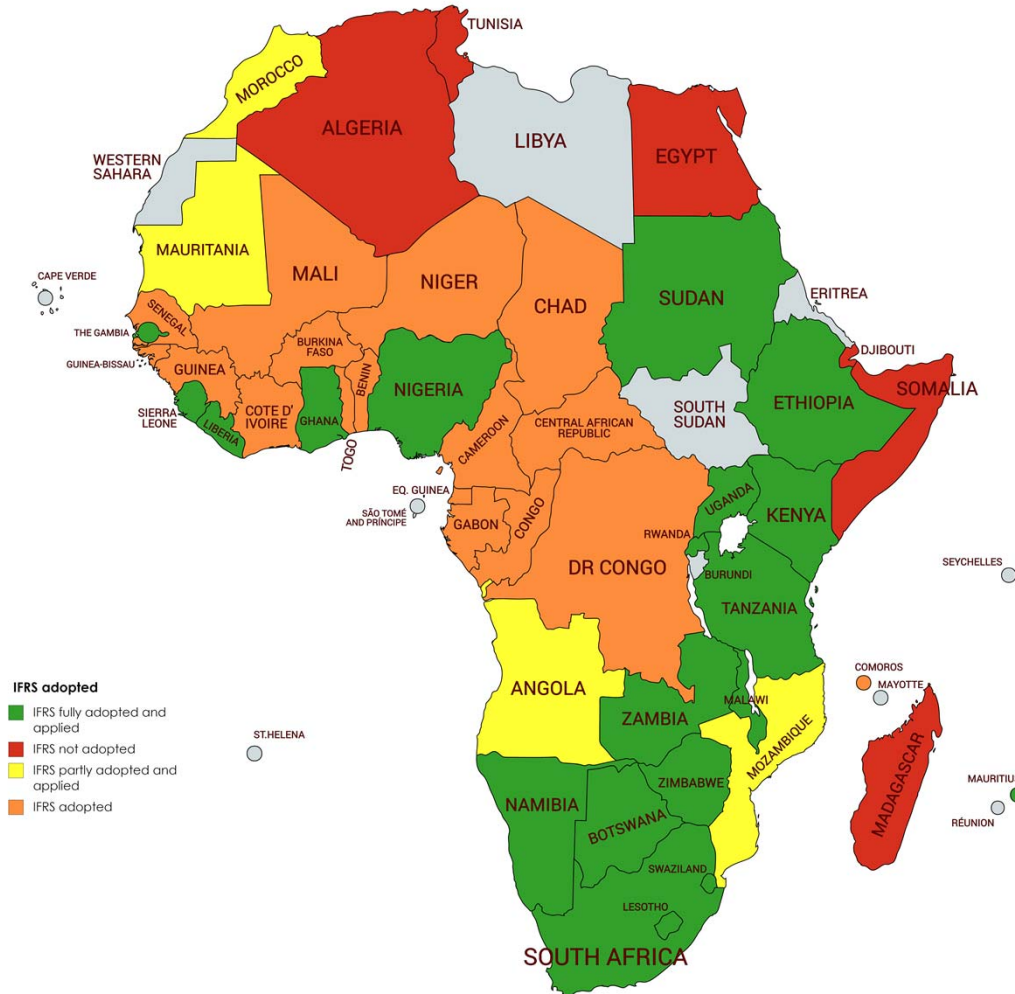 TUNISIA
MOROCCO
ALGERIA
LIBYA
EGYPT
WESTERN
SAHARA
MAURITANIA
MALI
NIGER
CHAD
SUDAN
ERITREA
CAPE VERDE
SENEGAL
THE GAMBIA
GUINEA-BISSAU
GUINEA
BURKINA
FASO
BENIN
NIGERIA
DJIBOUTI
SOMALIA
ETHIOPIA
SOUTH
SUDAN
SIERRA
LEONE
LIBERIA
COTE D'
IVOIRE
GHANA
TOGO
CAMEROON
CENTRAL AFRICAN
REPUBLIC
EQ. GUINEA
SÃO TOMÉ
AND PRÍNCIPE
GABON
CONGO
DR CONGO
UGANDA
KENYA
RWANDA
BURUNDI
TANZANIA
SEYCHELLES
COMOROS
MAYOTTE
ANGOLA
ZAMBIA
MALAWI
MOZAMBIQUE
ZIMBABWE
MADAGASCAR
MAURITIU
RÉUNION
ST.HELENA
NAMIBIA
BOTSWANA
SWAZILAND
LESOTHO
SOUTH AFRICA
IFRS adopted
IFRS fully adopted and
applied
IFRS not adopted
IFRS partly adopted and
applied
IFRS adopted